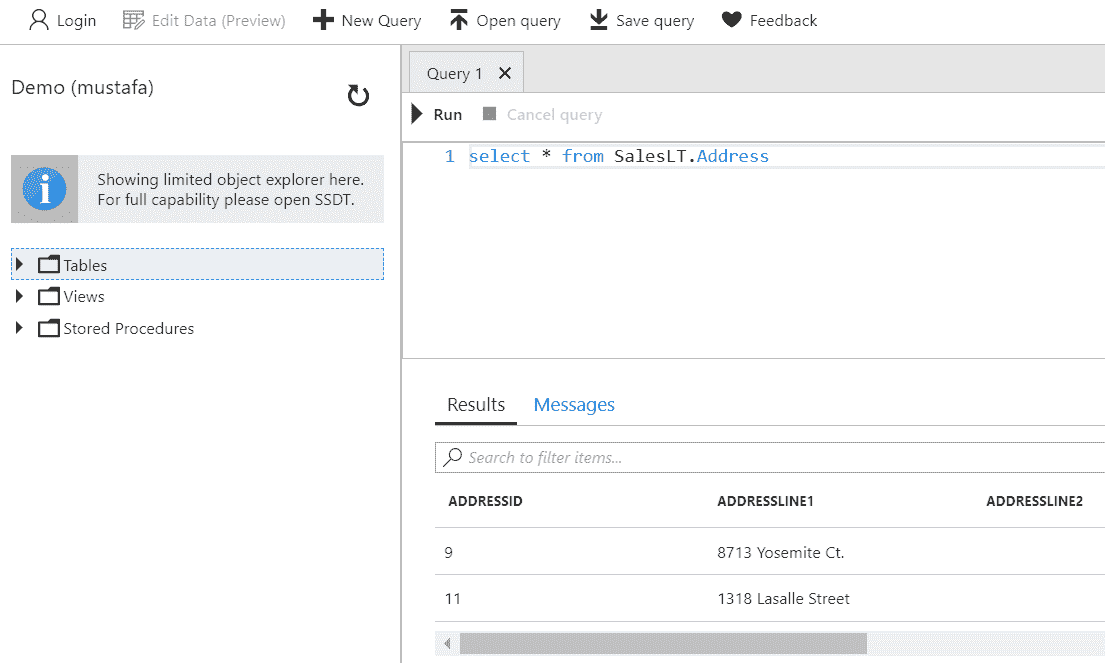 Login Edit Data (Preview) New Query Open query Save query Feedback
Demo (mustafa)
Showing limited object explorer here.
For full capability please open SSDT.
Tables
Views
Stored Procedures
Query 1
Run Cancel query
1 select * from SalesLT.Address
Results Messages
Search to filter items...
ADDRESSID ADDRESSLINE1 ADDRESSLINE2
9 8713 Yosemite Ct.
11 1318 Lasalle Street